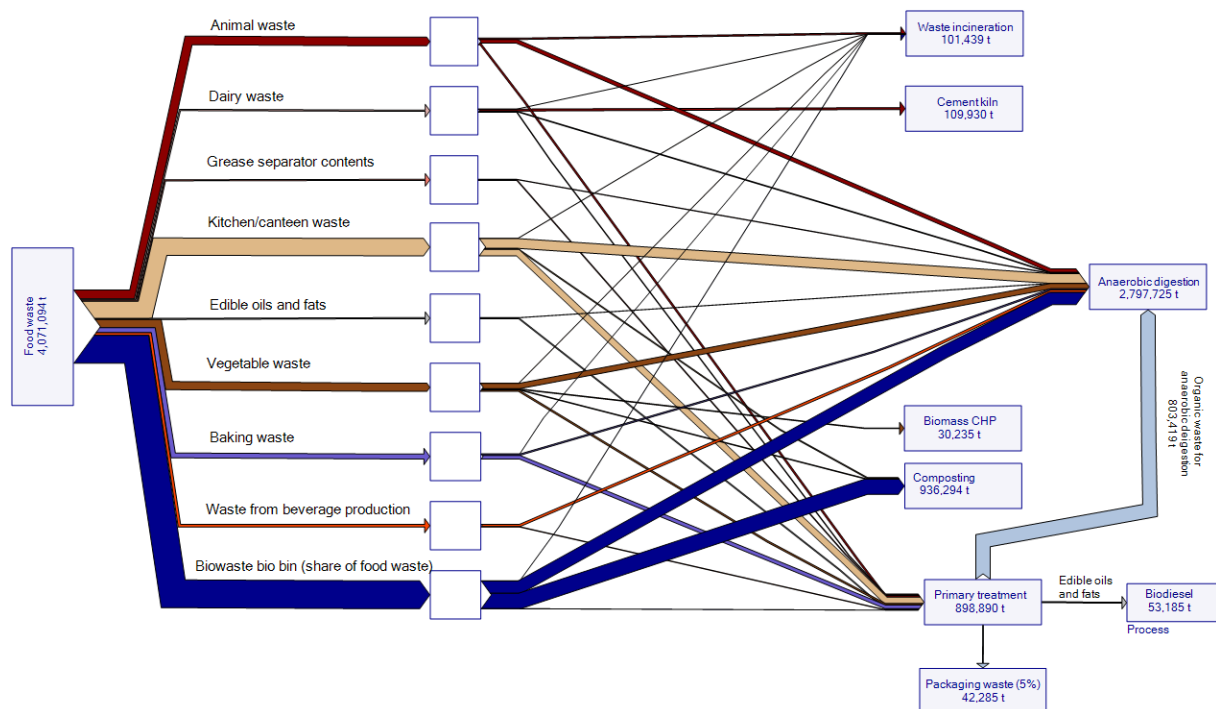 Animal waste
Waste incineration
101,439 t
Dairy waste
Cement kiln
109,930 t
Grease separator contents
Kitchen/canteen waste
Food waste
4,071,094 t
Anaerobic digestion
2,797,725 t
Edible oils and fats
Vegetable waste
Organic waste for
anaerobic deigestion
803,419 t
Biomass CHP
30,235 t
Baking waste
Composting
936,294 t
Waste from beverage production
Biowaste bio bin (share of food waste)
Primary treatment
898,890 t
Edible oils
and fats
Biodiesel
53,185 t
Process
Packaging waste (5%)
42,285 t